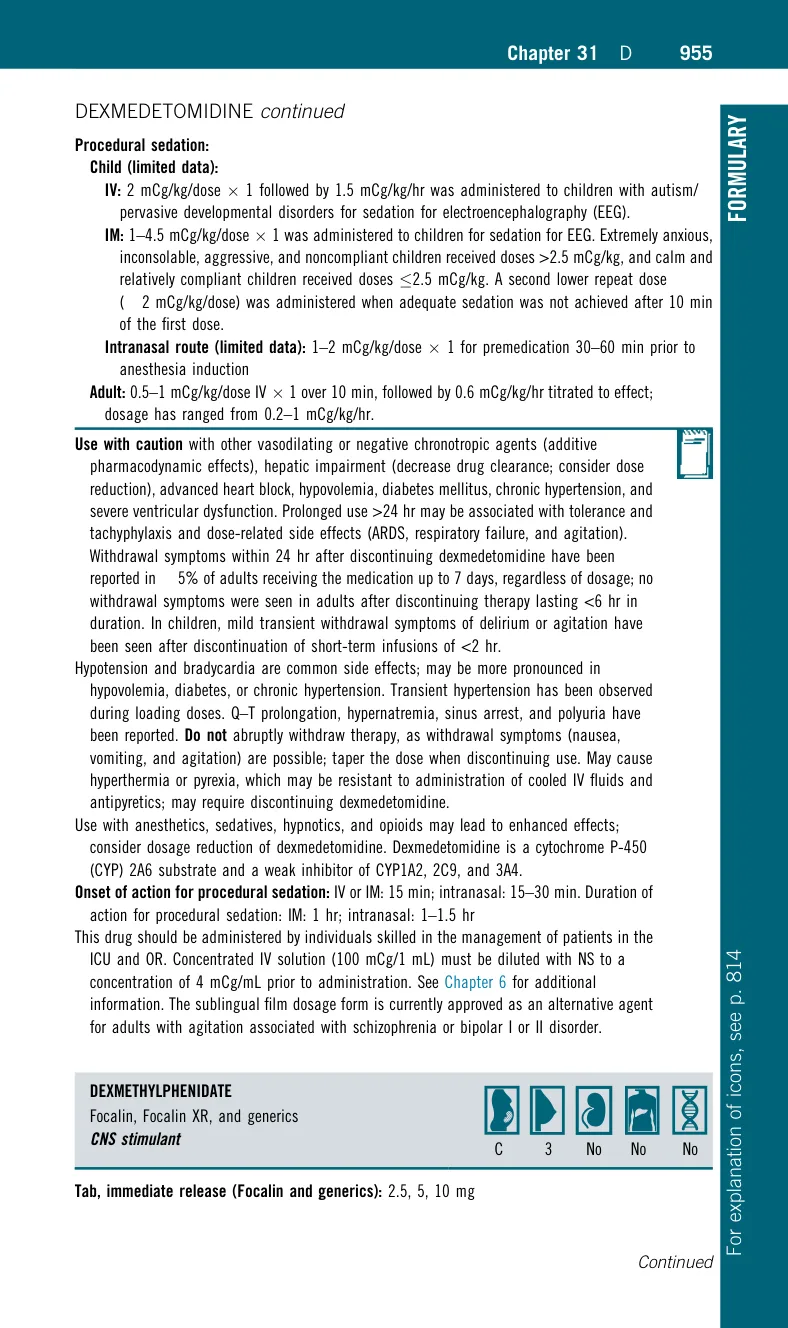 Chapter 31 D 955
DEXMEDETOMIDINE continued
Procedural sedation:
Child (limited data):
IV: 2 mCg/kg/dose × 1 followed by 1.5 mCg/kg/hr was administered to children with autism/
pervasive developmental disorders for sedation for electroencephalography (EEG).
IM: 1–4.5 mCg/kg/dose × 1 was administered to children for sedation for EEG. Extremely anxious,
inconsolable, aggressive, and noncompliant children received doses >2.5 mCg/kg, and calm and
relatively compliant children received doses ≤2.5 mCg/kg. A second lower repeat dose
( 2 mCg/kg/dose) was administered when adequate sedation was not achieved after 10 min
of the first dose.
Intranasal route (limited data): 1–2 mCg/kg/dose × 1 for premedication 30–60 min prior to
anesthesia induction
Adult: 0.5–1 mCg/kg/dose IV × 1 over 10 min, followed by 0.6 mCg/kg/hr titrated to effect;
dosage has ranged from 0.2–1 mCg/kg/hr.
Use with caution with other vasodilating or negative chronotropic agents (additive
pharmacodynamic effects), hepatic impairment (decrease drug clearance; consider dose
reduction), advanced heart block, hypovolemia, diabetes mellitus, chronic hypertension, and
severe ventricular dysfunction. Prolonged use >24 hr may be associated with tolerance and
tachyphylaxis and dose-related side effects (ARDS, respiratory failure, and agitation).
Withdrawal symptoms within 24 hr after discontinuing dexmedetomidine have been
reported in 5% of adults receiving the medication up to 7 days, regardless of dosage; no
withdrawal symptoms were seen in adults after discontinuing therapy lasting <6 hr in
duration. In children, mild transient withdrawal symptoms of delirium or agitation have
been seen after discontinuation of short-term infusions of <2 hr.
Hypotension and bradycardia are common side effects; may be more pronounced in
hypovolemia, diabetes, or chronic hypertension. Transient hypertension has been observed
during loading doses. Q–T prolongation, hypernatremia, sinus arrest, and polyuria have
been reported. Do not abruptly withdraw therapy, as withdrawal symptoms (nausea,
vomiting, and agitation) are possible; taper the dose when discontinuing use. May cause
hyperthermia or pyrexia, which may be resistant to administration of cooled IV fluids and
antipyretics; may require discontinuing dexmedetomidine.
Use with anesthetics, sedatives, hypnotics, and opioids may lead to enhanced effects;
consider dosage reduction of dexmedetomidine. Dexmedetomidine is a cytochrome P-450
(CYP) 2A6 substrate and a weak inhibitor of CYP1A2, 2C9, and 3A4.
Onset of action for procedural sedation: IV or IM: 15 min; intranasal: 15–30 min. Duration of
action for procedural sedation: IM: 1 hr; intranasal: 1–1.5 hr
This drug should be administered by individuals skilled in the management of patients in the
ICU and OR. Concentrated IV solution (100 mCg/1 mL) must be diluted with NS to a
concentration of 4 mCg/mL prior to administration. See Chapter 6 for additional
information. The sublingual film dosage form is currently approved as an alternative agent
for adults with agitation associated with schizophrenia or bipolar I or II disorder.
DEXMETHYLPHENIDATE
Focalin, Focalin XR, and generics
CNS stimulant
C 3 No No No
Tab, immediate release (Focalin and generics): 2.5, 5, 10 mg
Continued
FORMULARY
For explanation of icons, see p. 814